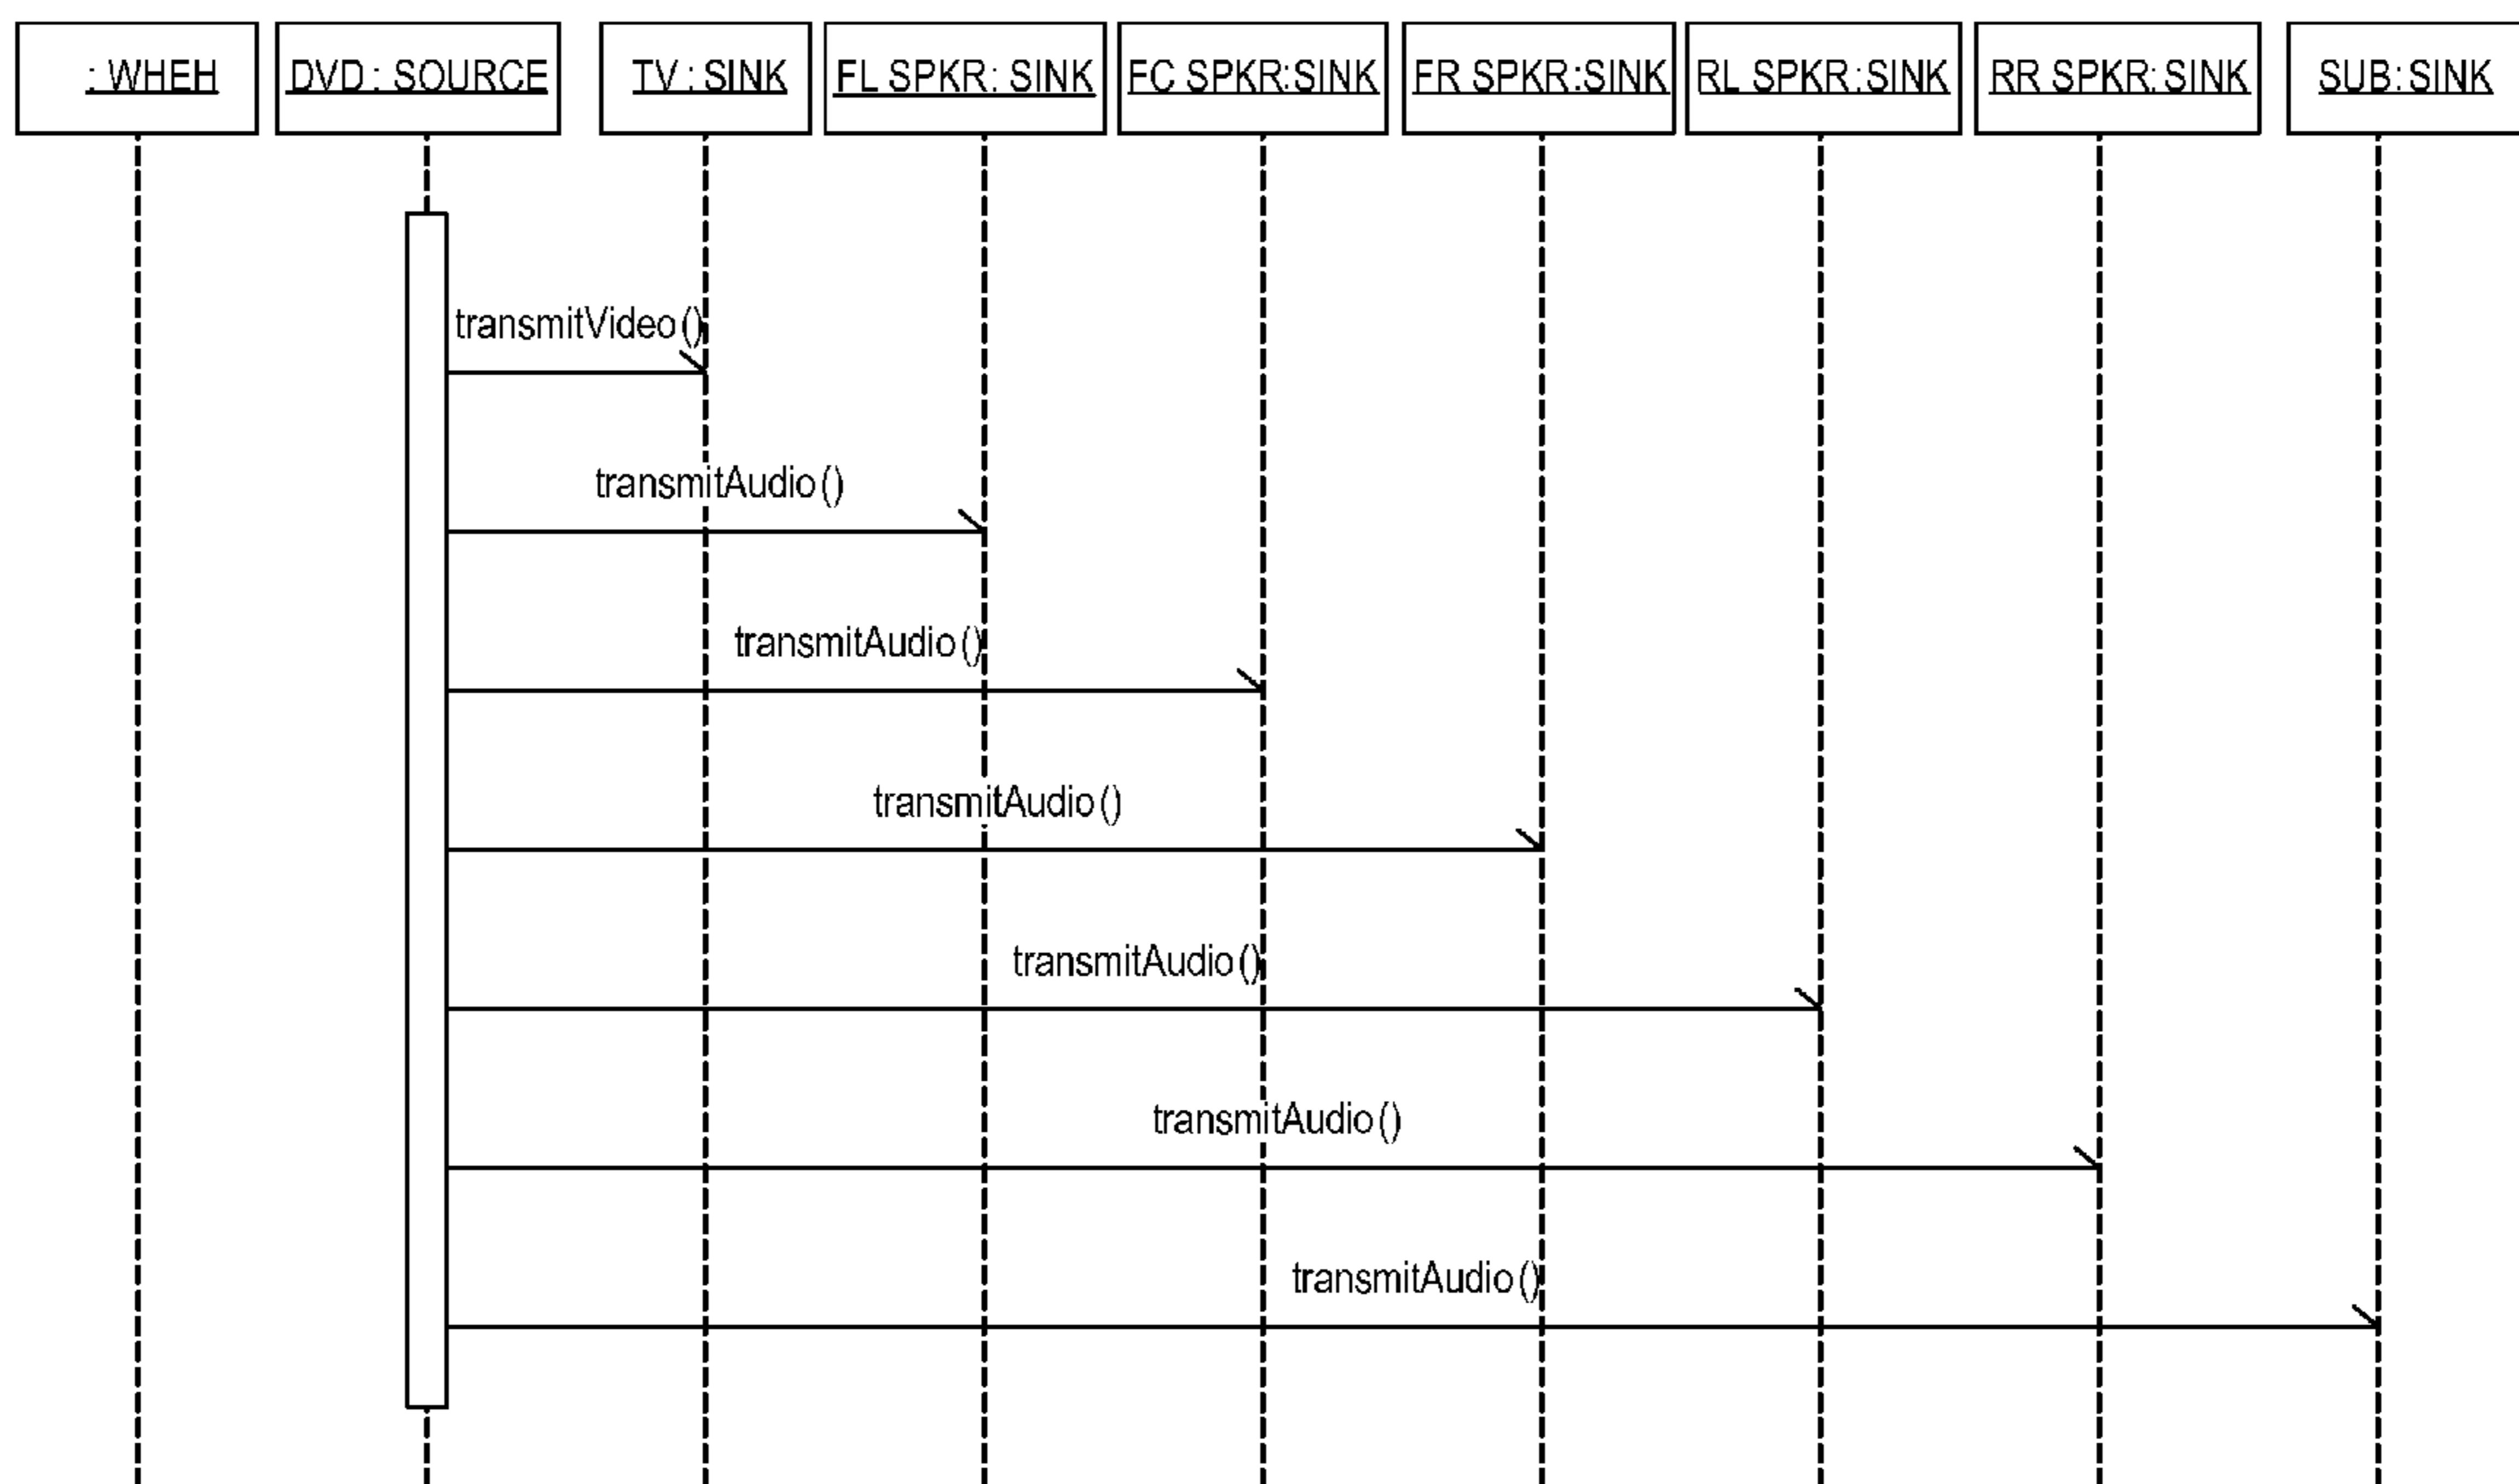 : WHEH
DVD : SOURCE
TV : SINK
FL SPKR : SINK
FC SPKR:SINK
FR SPKR:SINK
RL SPKR:SINK
RR SPKR:SINK
SUB:SINK
transmitVideo()
transmitAudio()
transmitAudio()
transmitAudio()
transmitAudio()
transmitAudio()
transmitAudio()